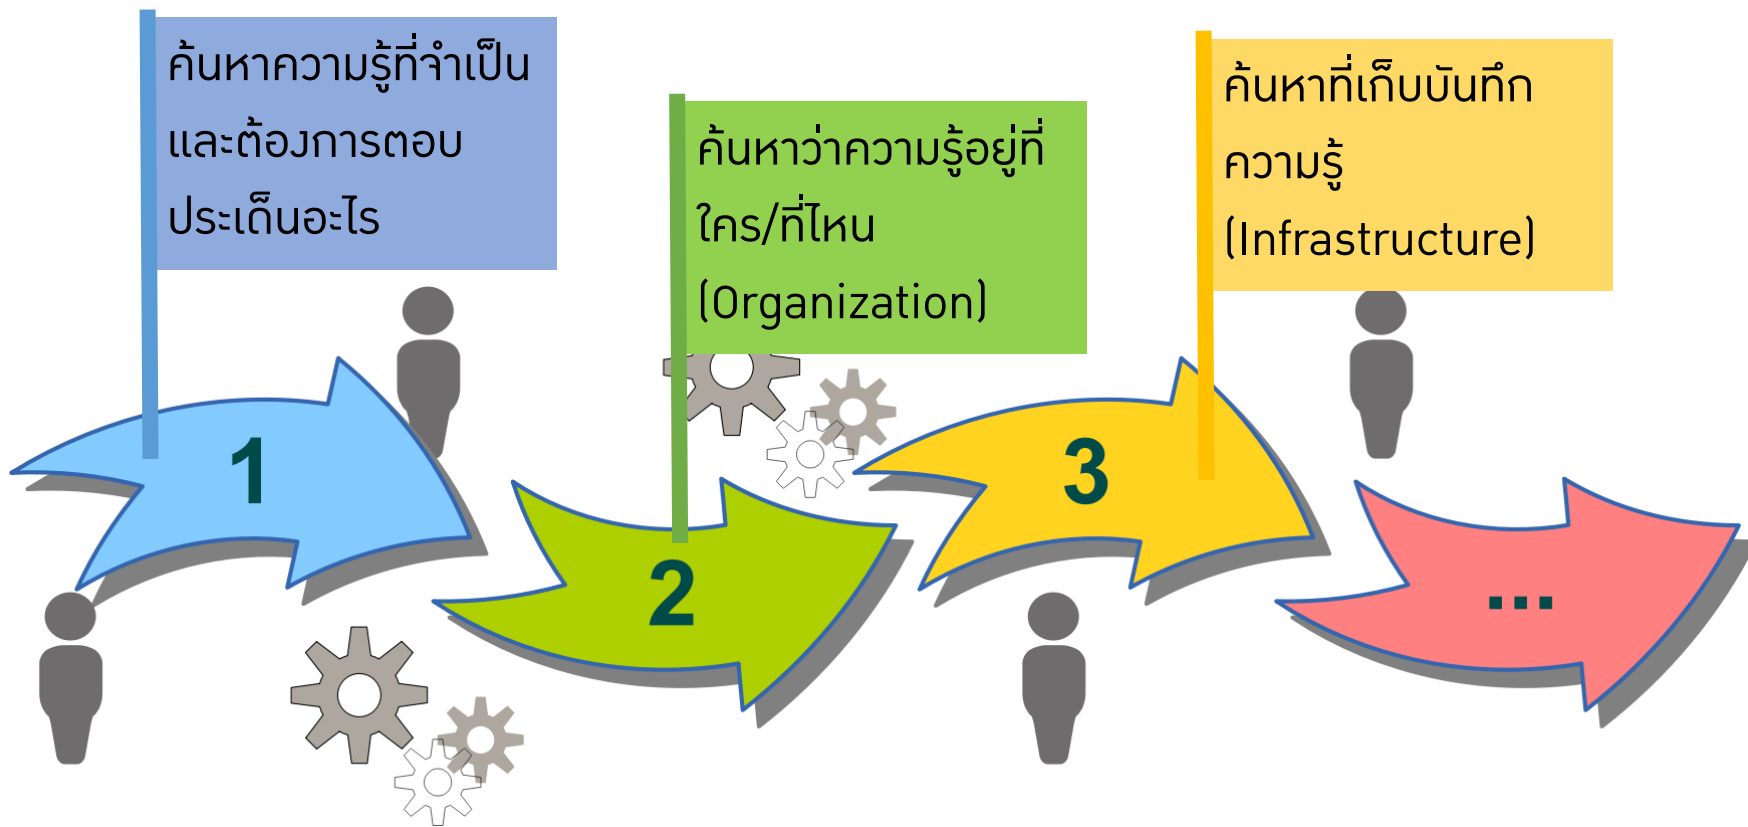 ค้นหาความรู้ที่จำเป็น
และต้องการตอบ
ประเด็นอะไร
ค้นหาว่าความรู้อยู่ที่
ใคร/ที่ไหน
(Organization)
ค้นหาที่เก็บบันทึก
ความรู้
(Infrastructure)
1
2
3
...